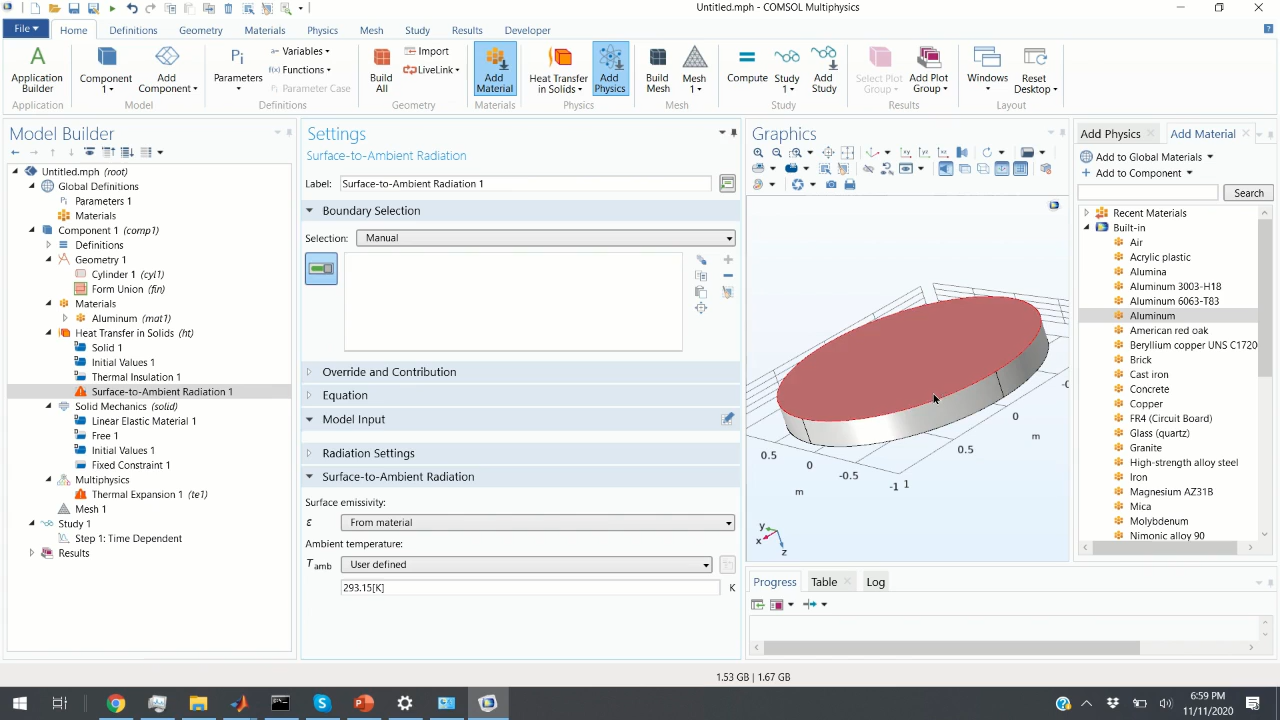 Untitled.mph - COMSOL Multiphysics
File
Home
Definitions
Geometry
Materials
Physics
Mesh
Study
Results
Developer
Application Builder
Application
Component 1
Add Component
Model
Parameters
a= Variables
f(x) Functions
Parameter Case
Definitions
Build All
Import
LiveLink
Geometry
Add Material
Materials
Heat Transfer in Solids
Add Physics
Physics
Build Mesh
Mesh 1
Mesh
Compute
Study 1
Add Study
Study
Select Plot Group
Add Plot Group
Results
Windows
Reset Desktop
Layout
Model Builder
Untitled.mph (root)
Global Definitions
Parameters 1
Materials
Component 1 (comp1)
Definitions
Geometry 1
Cylinder 1 (cyl1)
Form Union (fin)
Materials
Aluminum (mat1)
Heat Transfer in Solids (ht)
Solid 1
Initial Values 1
Thermal Insulation 1
Surface-to-Ambient Radiation 1
Solid Mechanics (solid)
Linear Elastic Material 1
Free 1
Initial Values 1
Fixed Constraint 1
Multiphysics
Thermal Expansion 1 (te1)
Mesh 1
Study 1
Step 1: Time Dependent
Results
Settings
Surface-to-Ambient Radiation
Label: Surface-to-Ambient Radiation 1
Boundary Selection
Selection: Manual
Override and Contribution
Equation
Model Input
Radiation Settings
Surface-to-Ambient Radiation
Surface emissivity:
ε From material
Ambient temperature:
Tamb User defined
293.15[K] K
Graphics
0.5
0
-0.5
-1
1
0.5
0
m
m
y
x
z
Add Physics
Add Material
Add to Global Materials
+ Add to Component
Search
Recent Materials
Built-in
Air
Acrylic plastic
Alumina
Aluminum 3003-H18
Aluminum 6063-T83
Aluminum
American red oak
Beryllium copper UNS C1720
Brick
Cast iron
Concrete
Copper
FR4 (Circuit Board)
Glass (quartz)
Granite
High-strength alloy steel
Iron
Magnesium AZ31B
Mica
Molybdenum
Nimonic alloy 90
Progress
Table
Log
1.53 GB | 1.67 GB
6:59 PM
11/11/2020